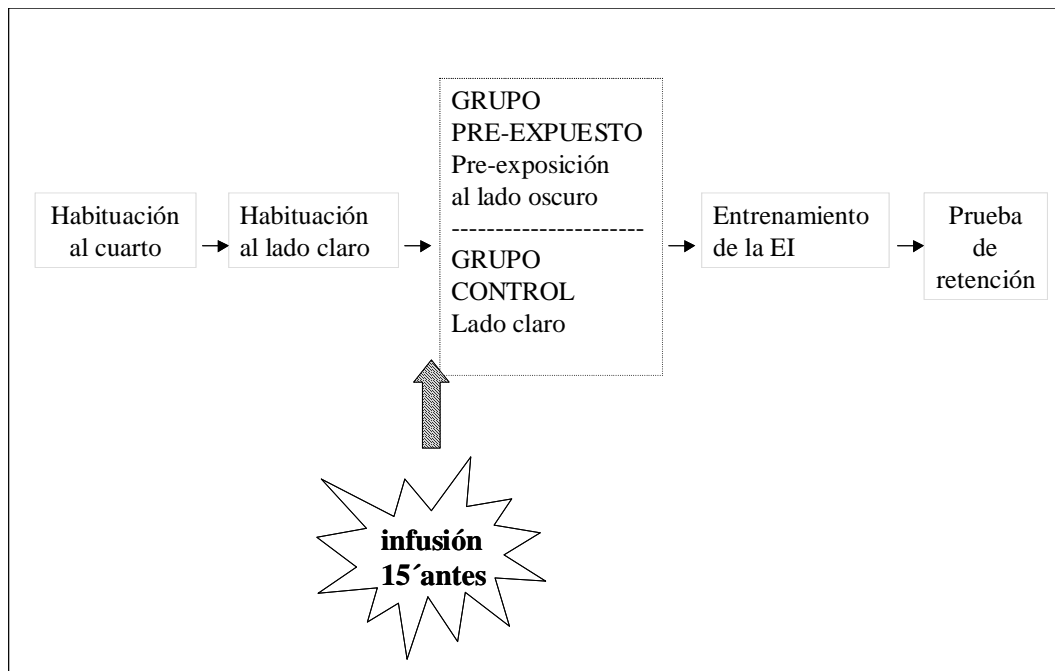 Habituación
al cuarto
Habituación
al lado claro
GRUPO
PRE-EXPUESTO
Pre-exposición
al lado oscuro
----------------------
GRUPO
CONTROL
Lado claro
Entrenamiento
de la EI
Prueba
de
retención
infusión
15´antes